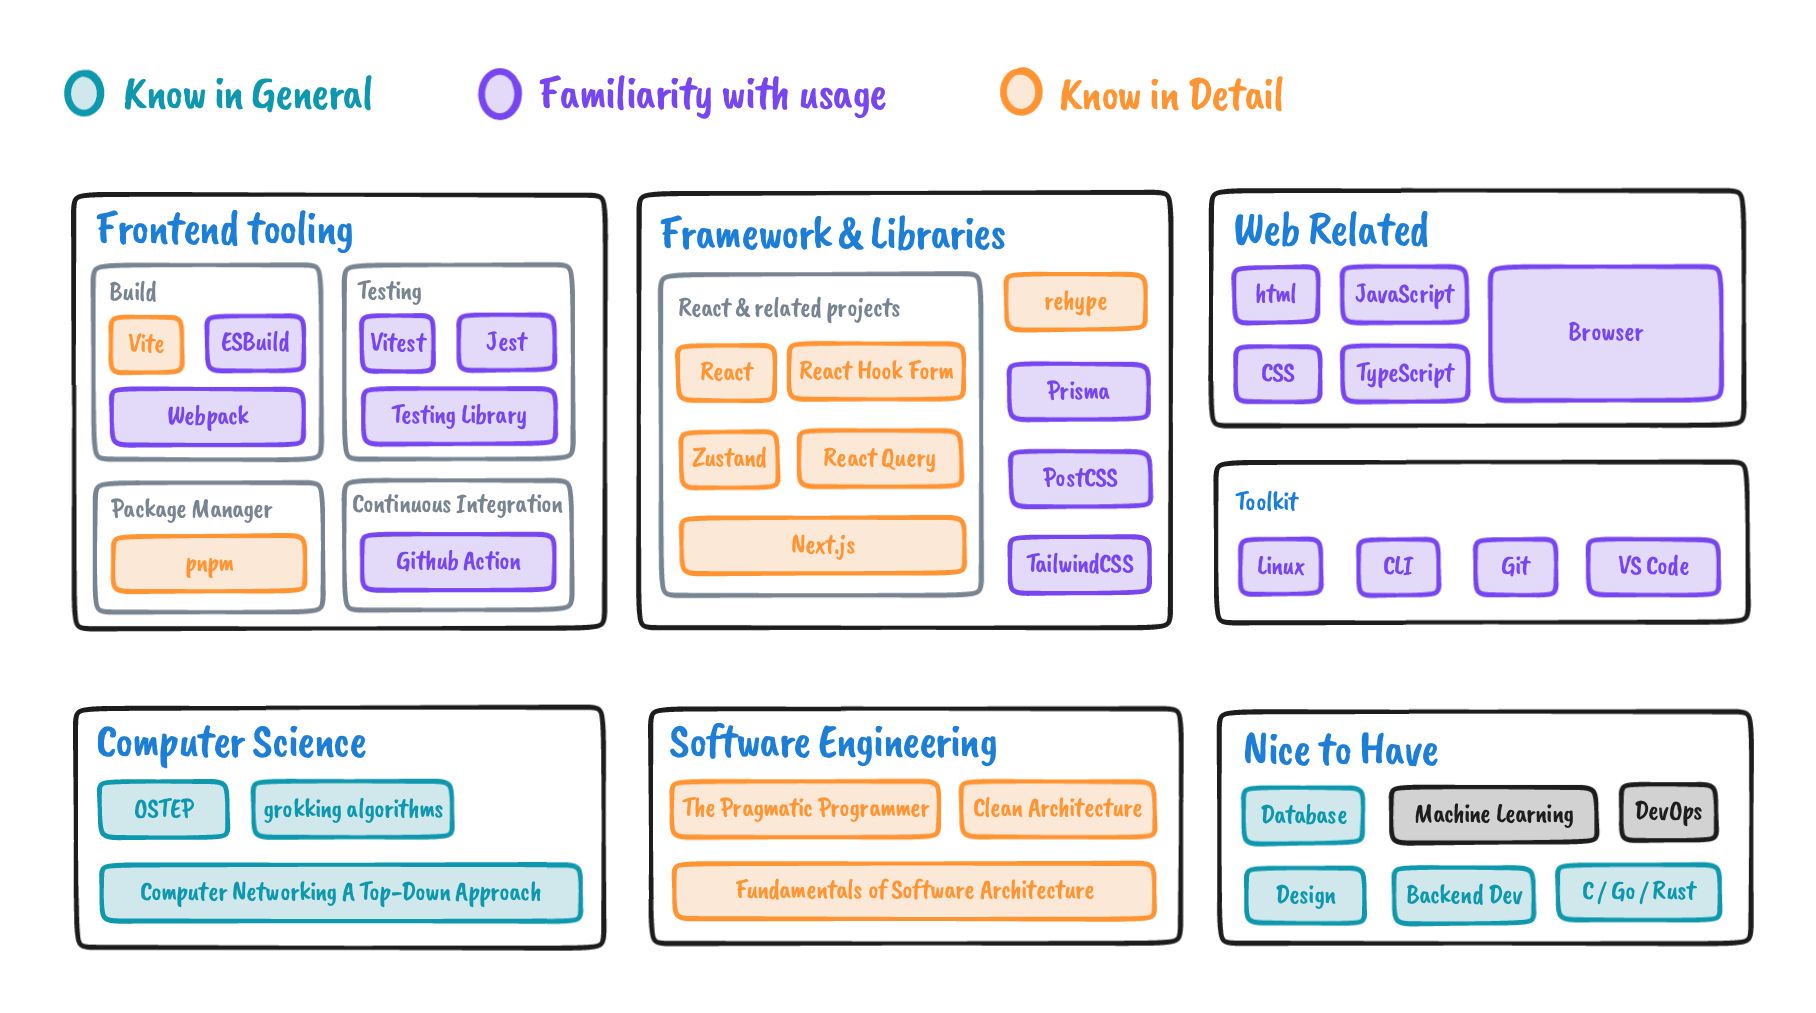 Know in General
Familiarity with usage
Know in Detail
Frontend tooling
Build
Vite
ESBuild
Webpack
Testing
Vitest
Jest
Testing Library
Package Manager
pnpm
Continuous Integration
Github Action
Framework & Libraries
React & related projects
React
React Hook Form
Zustand
React Query
Next.js
rehype
Prisma
PostCSS
TailwindCSS
Web Related
html
JavaScript
CSS
TypeScript
Browser
Toolkit
Linux
CLI
Git
VS Code
Computer Science
OSTEP
grokking algorithms
Computer Networking A Top-Down Approach
Software Engineering
The Pragmatic Programmer
Clean Architecture
Fundamentals of Software Architecture
Nice to Have
Database
Machine Learning
DevOps
Design
Backend Dev
C / Go / Rust